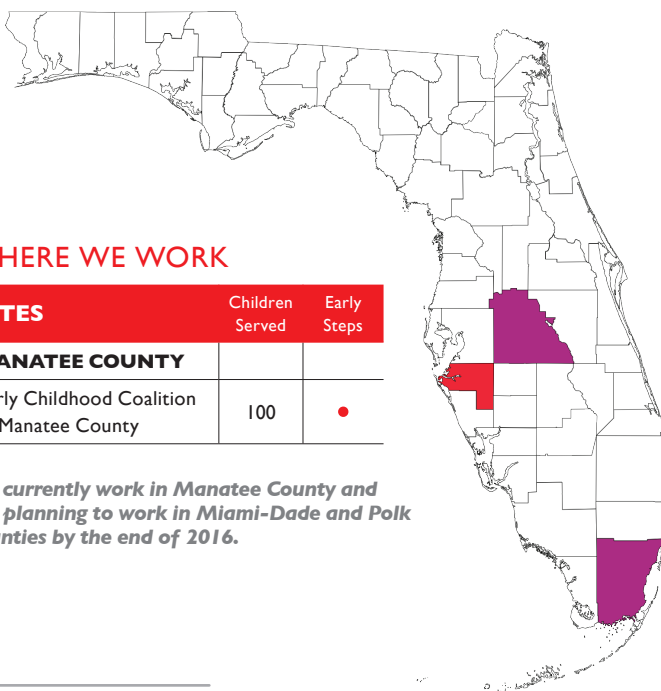 HERE WE WORK
TES
Children Served
Early Steps
ANATEE COUNTY
rly Childhood Coalition
Manatee County
100
currently work in Manatee County and
planning to work in Miami-Dade and Polk
nties by the end of 2016.